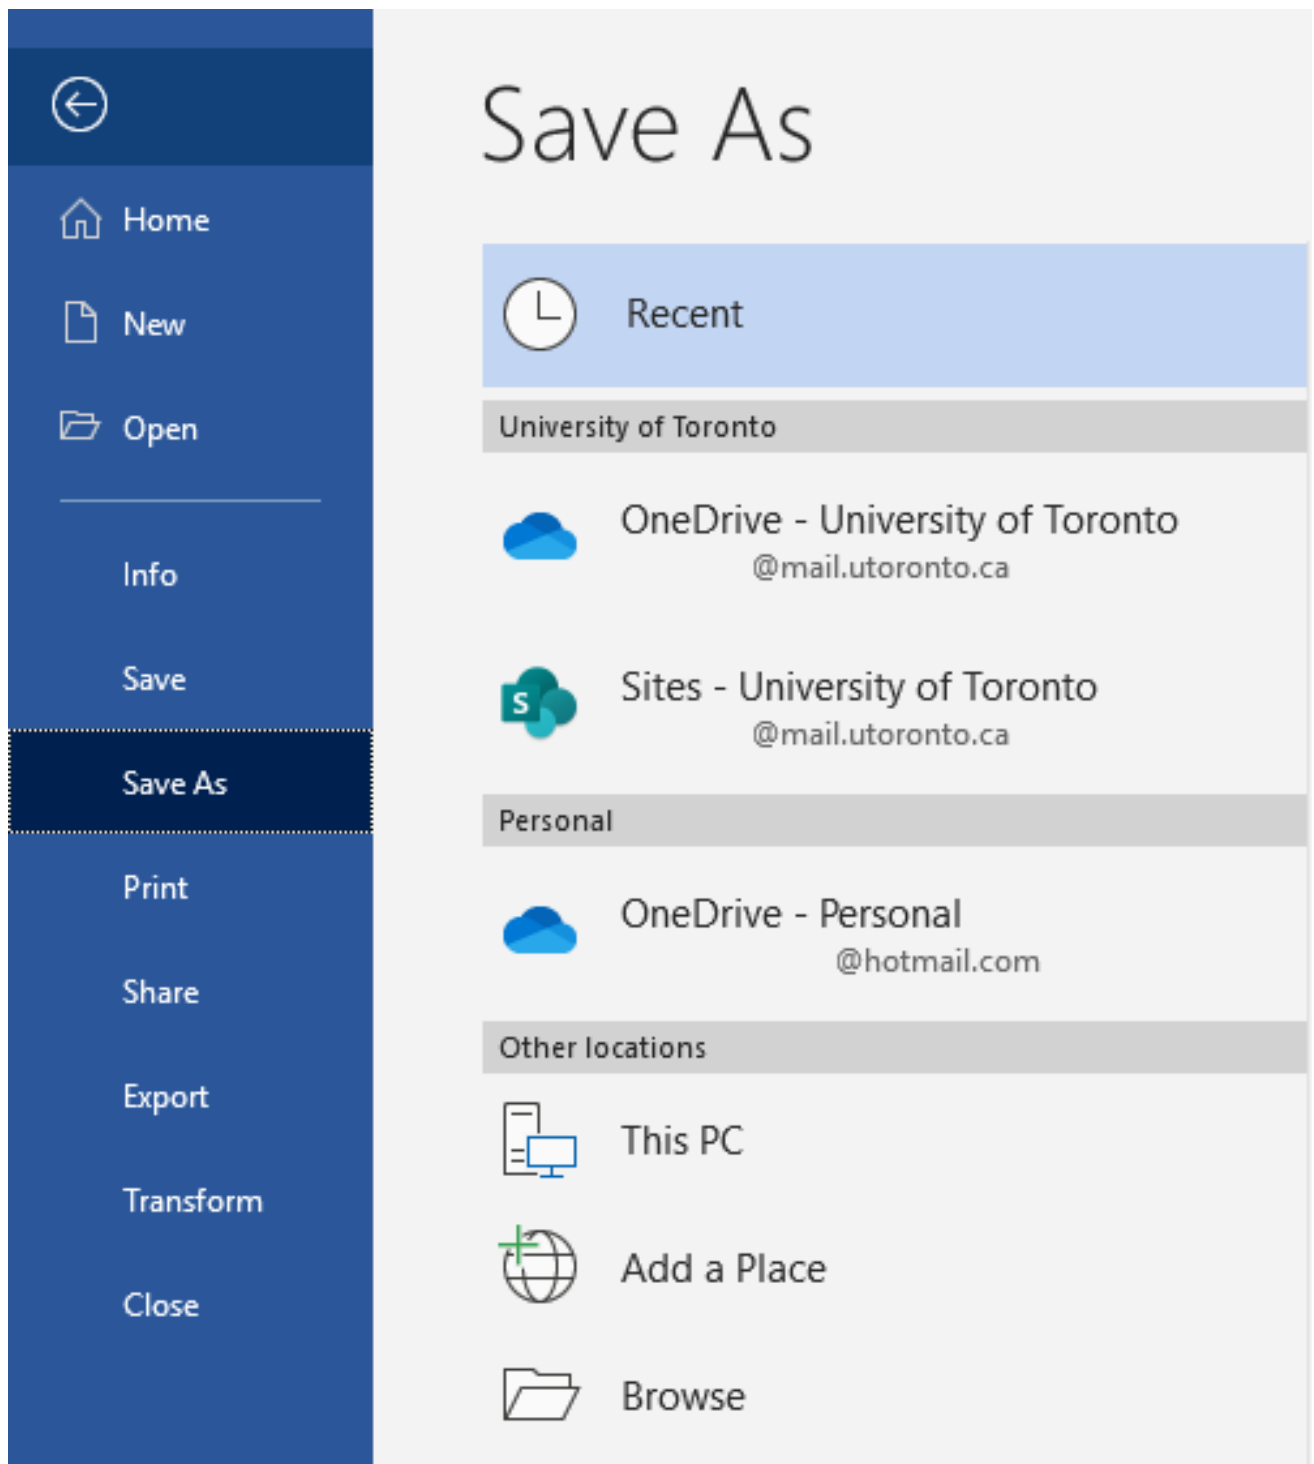 Home
New
Open
Info
Save
Save As
Print
Share
Export
Transform
Close
Save As
Recent
University of Toronto
OneDrive - University of Toronto
@mail.utoronto.ca
S
Sites - University of Toronto
@mail.utoronto.ca
Personal
OneDrive - Personal
@hotmail.com
Other locations
This PC
Add a Place
Browse